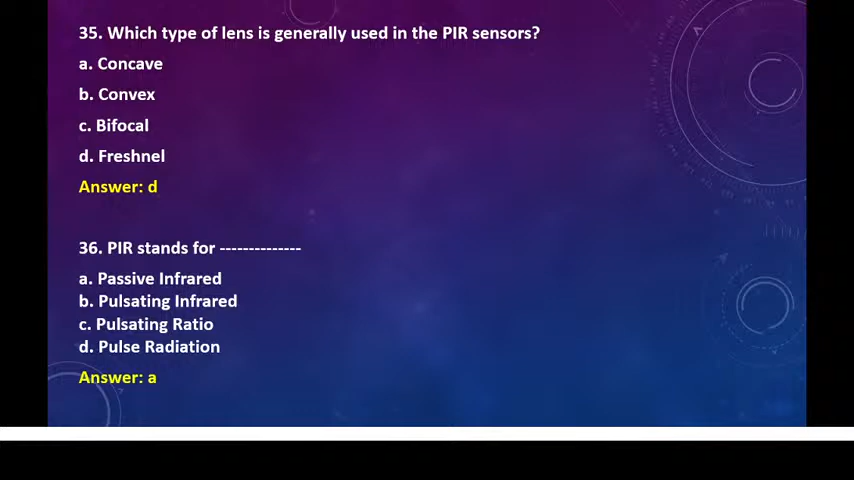 35. Which type of lens is generally used in the PIR sensors?
a. Concave
b. Convex
c. Bifocal
d. Freshnel
Answer: d
36. PIR stands for --------------
a. Passive Infrared
b. Pulsating Infrared
c. Pulsating Ratio
d. Pulse Radiation
Answer: a